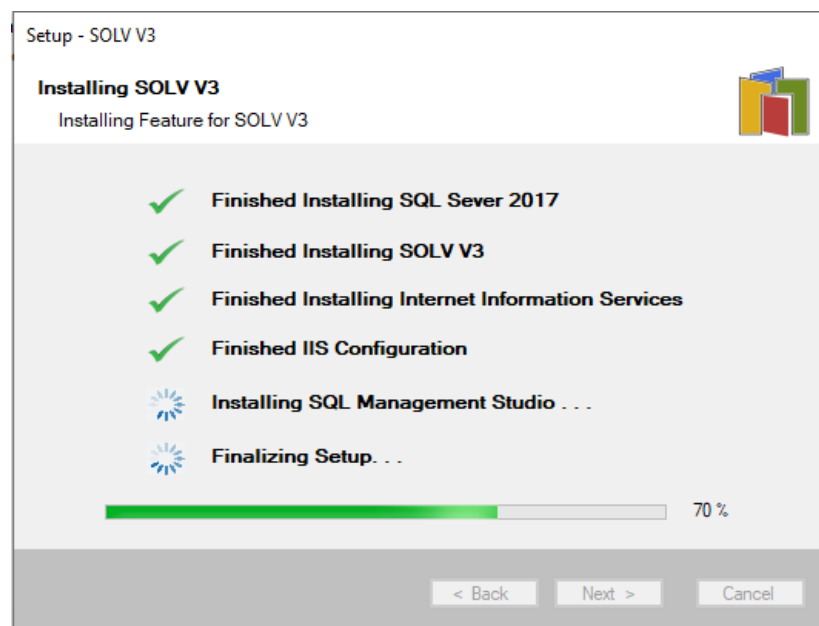 Setup - SOLV V3
Installing SOLV V3
Installing Feature for SOLV V3
Finished Installing SQL Sever 2017
Finished Installing SOLV V3
Finished Installing Internet Information Services
Finished IIS Configuration
Installing SQL Management Studio . . .
Finalizing Setup. . .
70 %
< Back
Next >
Cancel